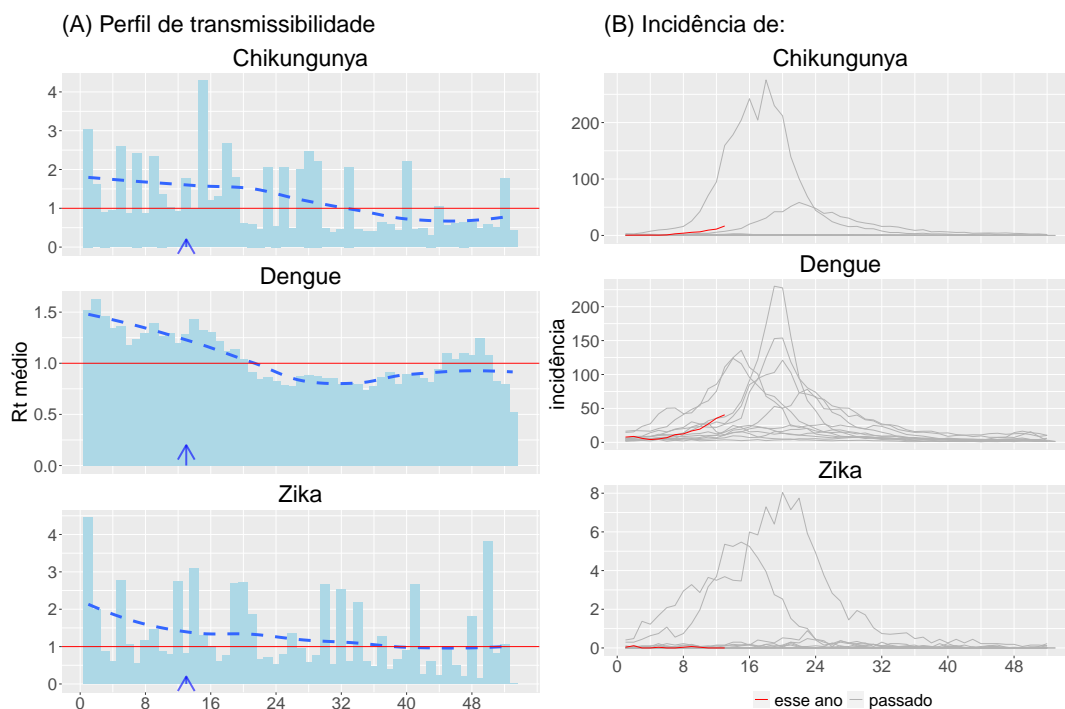 (A) Perfil de transmissibilidade
Chikungunya
4
3
2
1
0
Dengue
1.5
1.0
0.5
0.0
Rt médio
Zika
4
3
2
1
0
0 8 16 24 32 40 48
(B) Incidência de:
Chikungunya
200
100
0
Dengue
250
200
150
100
50
0
incidência
Zika
8
6
4
2
0
0 8 16 24 32 40 48
esse ano passado